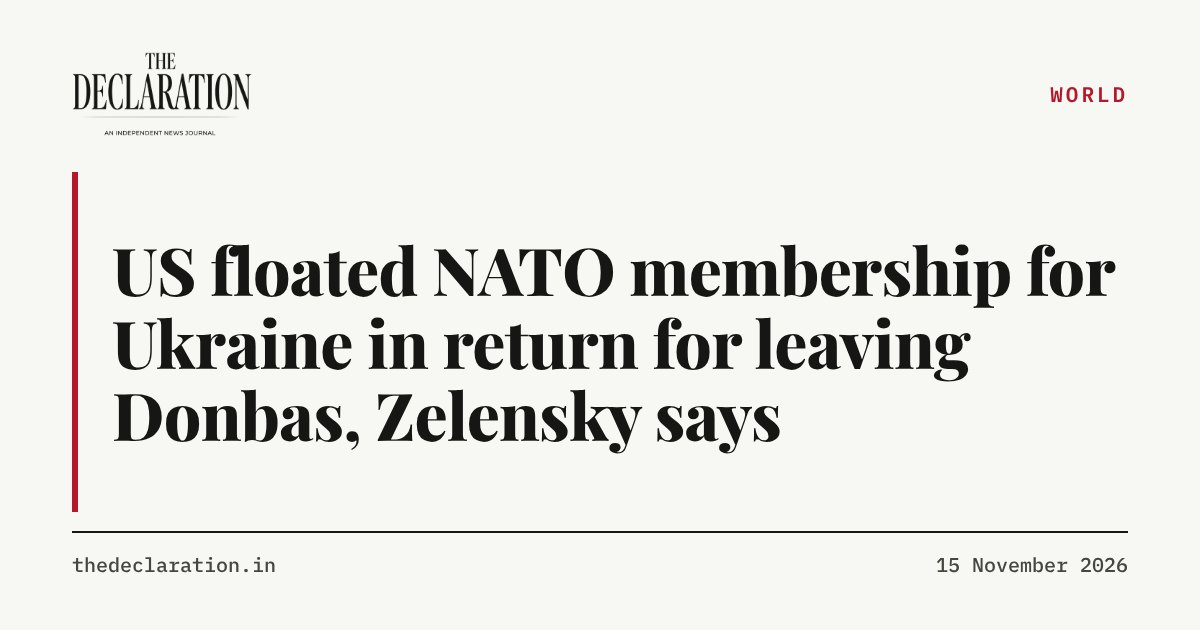 THE
DECLARATION
AN INDEPENDENT NEWS JOURNAL
WORLD
US floated NATO membership for
Ukraine in return for leaving
Donbas, Zelensky says
thedeclaration.in
15 November 2026